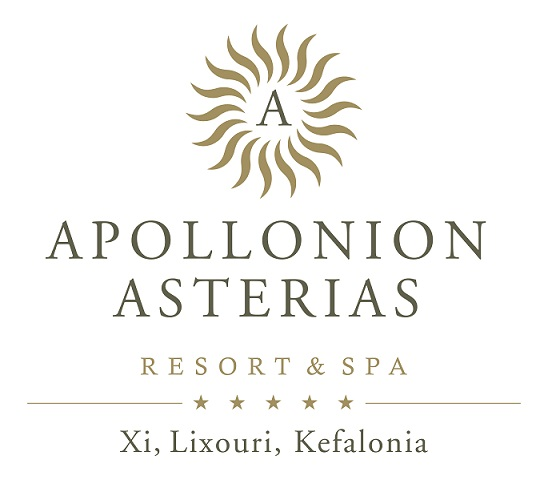 A
APOLLONION
ASTERIAS
RESORT & SPA
Xi, Lixouri, Kefalonia